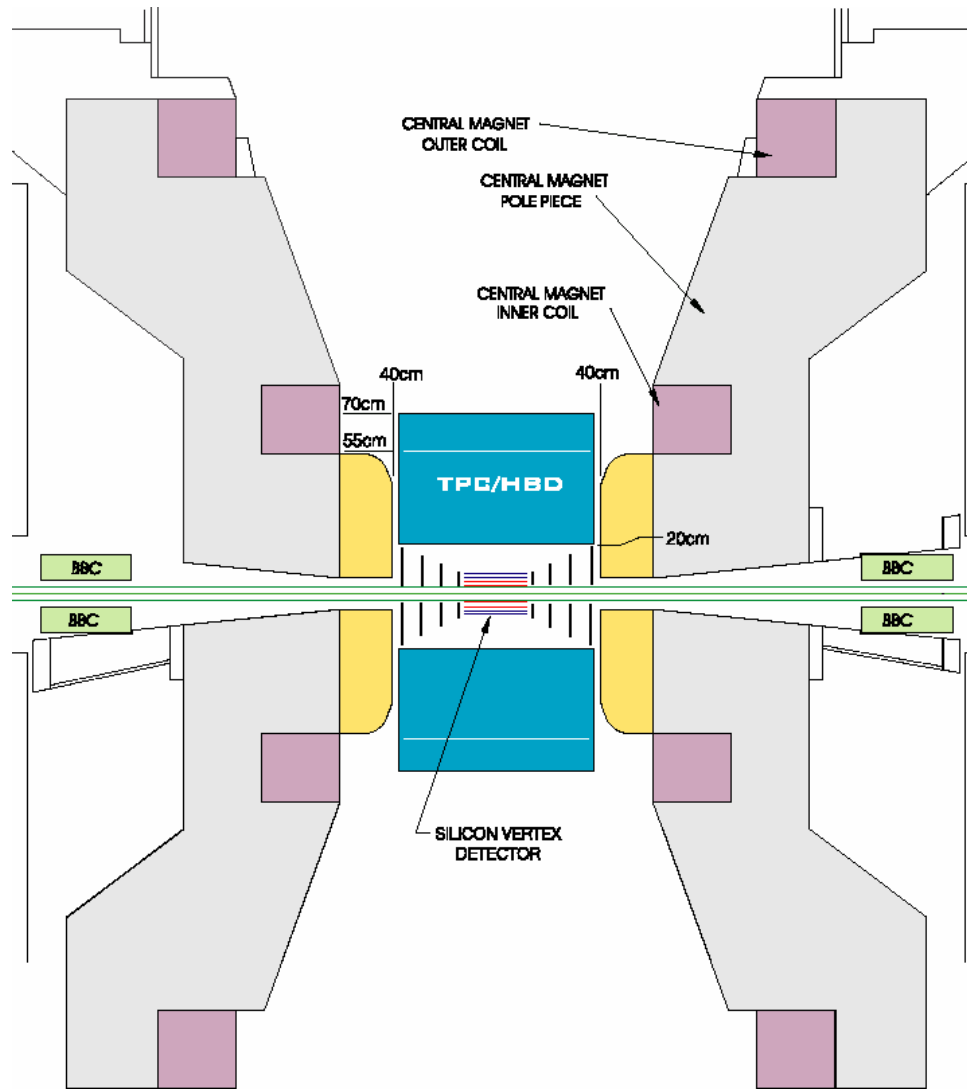 CENTRAL MAGNET
OUTER COIL
CENTRAL MAGNET
POLE PIECE
CENTRAL MAGNET
INNER COIL
40cm
40cm
70cm
55cm
TPC/HBD
20cm
BBC
BBC
BBC
BBC
SILICON VERTEX
DETECTOR